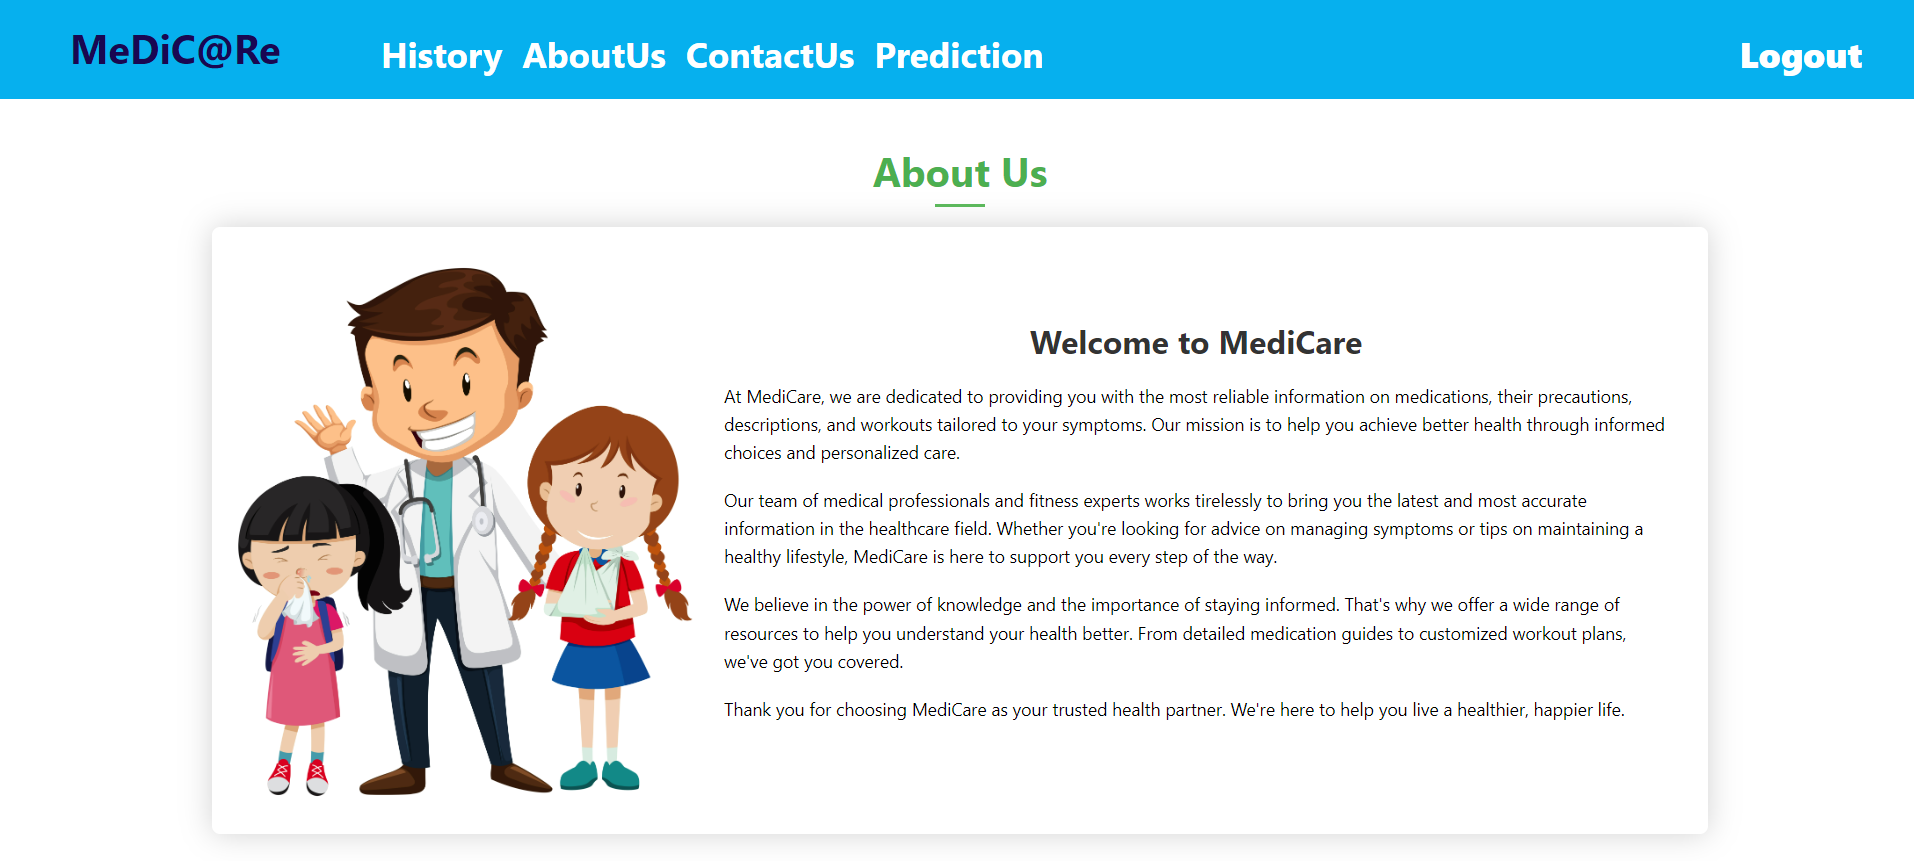 MeDiC@Re
History AboutUs ContactUs Prediction
Logout
About Us
Welcome to MediCare
At MediCare, we are dedicated to providing you with the most reliable information on medications, their precautions,
descriptions, and workouts tailored to your symptoms. Our mission is to help you achieve better health through informed
choices and personalized care.
Our team of medical professionals and fitness experts works tirelessly to bring you the latest and most accurate
information in the healthcare field. Whether you're looking for advice on managing symptoms or tips on maintaining a
healthy lifestyle, MediCare is here to support you every step of the way.
We believe in the power of knowledge and the importance of staying informed. That's why we offer a wide range of
resources to help you understand your health better. From detailed medication guides to customized workout plans,
we've got you covered.
Thank you for choosing MediCare as your trusted health partner. We're here to help you live a healthier, happier life.